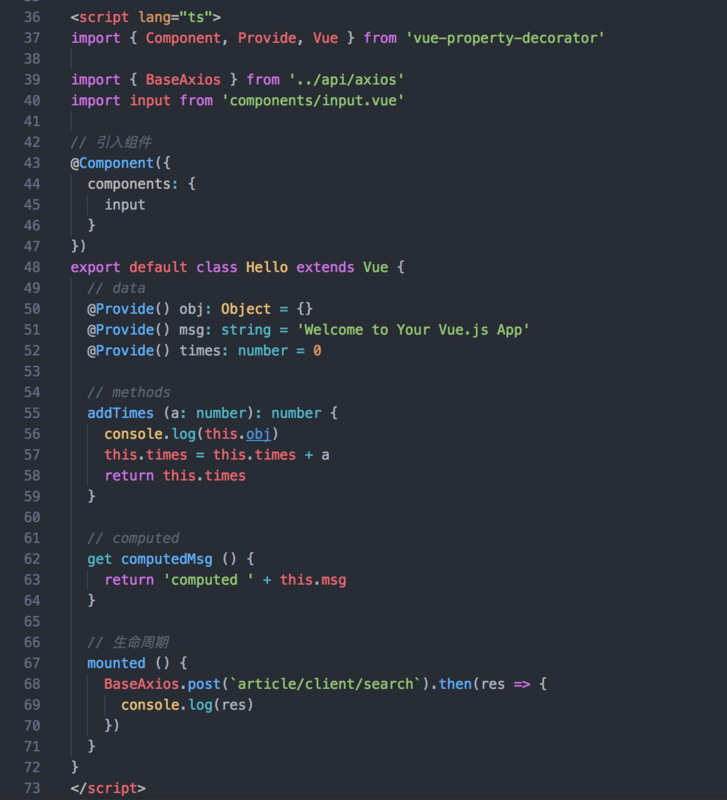 36 <script lang="ts">
37 import { Component, Provide, Vue } from 'vue-property-decorator'
38
39 import { BaseAxios } from '../api/axios'
40 import input from 'components/input.vue'
41
42 // 引入组件
43 @Component({
44   components: {
45     input
46   }
47 })
48 export default class Hello extends Vue {
49   // data
50   @Provide() obj: Object = {}
51   @Provide() msg: string = 'Welcome to Your Vue.js App'
52   @Provide() times: number = 0
53
54   // methods
55   addTimes (a: number): number {
56     console.log(this.obj)
57     this.times = this.times + a
58     return this.times
59   }
60
61   // computed
62   get computedMsg () {
63     return 'computed ' + this.msg
64   }
65
66   // 生命周期
67   mounted () {
68     BaseAxios.post(`article/client/search`).then(res => {
69       console.log(res)
70     })
71   }
72 }
73 </script>